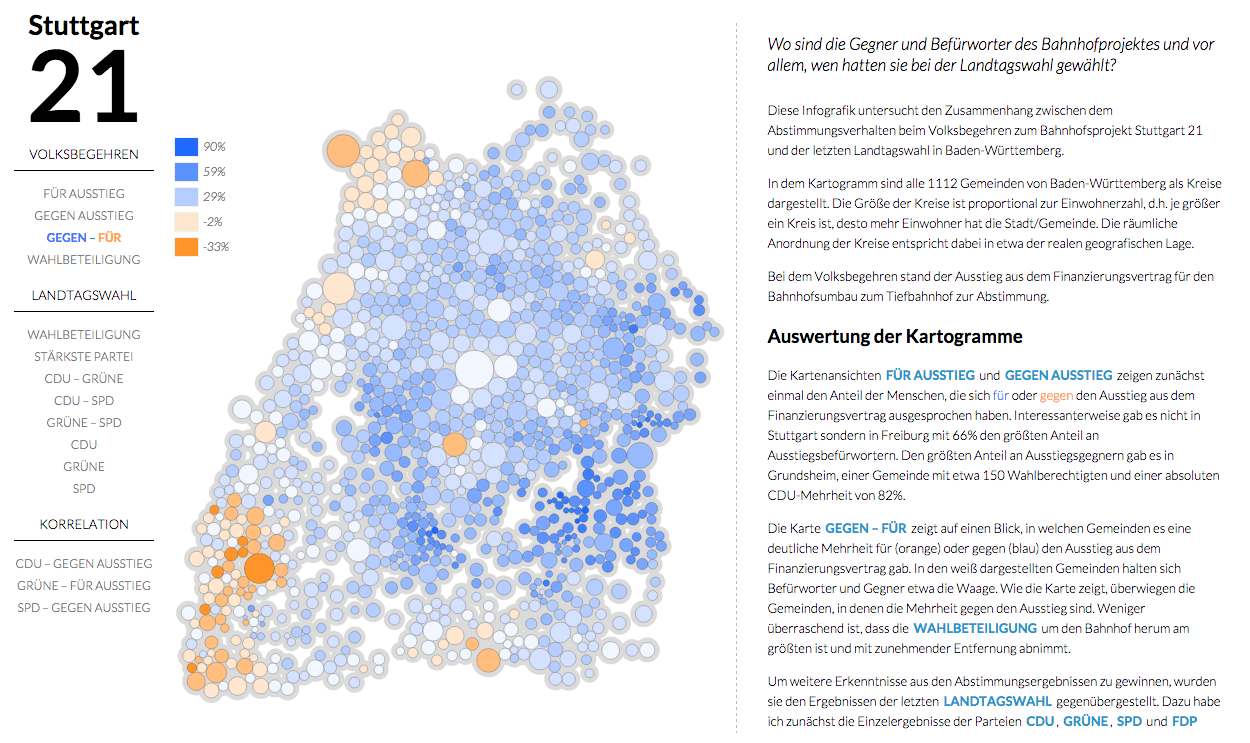 Stuttgart
21
VOLKSBEGEHREN
FÜR AUSSTIEG
GEGEN AUSSTIEG
GEGEN – FÜR
WAHLBETEILIGUNG
LANDTAGSWAHL
WAHLBETEILIGUNG
STÄRKSTE PARTEI
CDU – GRÜNE
CDU – SPD
GRÜNE – SPD
CDU
GRÜNE
SPD
KORRELATION
CDU – GEGEN AUSSTIEG
GRÜNE – FÜR AUSSTIEG
SPD – GEGEN AUSSTIEG
90%
59%
29%
-2%
-33%
Wo sind die Gegner und Befürworter des Bahnhofprojektes und vor
allem, wen hatten sie bei der Landtagswahl gewählt?
Diese Infografik untersucht den Zusammenhang zwischen dem
Abstimmungsverhalten beim Volksbegehren zum Bahnhofsprojekt Stuttgart 21
und der letzten Landtagswahl in Baden-Württemberg.
In dem Kartogramm sind alle 1112 Gemeinden von Baden-Württemberg als Kreise
dargestellt. Die Größe der Kreise ist proportional zur Einwohnerzahl, d.h. je größer
ein Kreis ist, desto mehr Einwohner hat die Stadt/Gemeinde. Die räumliche
Anordnung der Kreise entspricht dabei in etwa der realen geografischen Lage.
Bei dem Volksbegehren stand der Ausstieg aus dem Finanzierungsvertrag für den
Bahnhofsumbau zum Tiefbahnhof zur Abstimmung.
Auswertung der Kartogramme
Die Kartenansichten FÜR AUSSTIEG und GEGEN AUSSTIEG zeigen zunächst
einmal den Anteil der Menschen, die sich für oder gegen den Ausstieg aus dem
Finanzierungsvertrag ausgesprochen haben. Interessanterweise gab es nicht in
Stuttgart sondern in Freiburg mit 66% den größten Anteil an
Ausstiegsbefürwortern. Den größten Anteil an Ausstiegsgegnern gab es in
Grundsheim, einer Gemeinde mit etwa 150 Wahlberechtigten und einer absoluten
CDU-Mehrheit von 82%.
Die Karte GEGEN – FÜR zeigt auf einen Blick, in welchen Gemeinden es eine
deutliche Mehrheit für (orange) oder gegen (blau) den Ausstieg aus dem
Finanzierungsvertrag gab. In den weiß dargestellten Gemeinden halten sich
Befürworter und Gegner etwa die Waage. Wie die Karte zeigt, überwiegen die
Gemeinden, in denen die Mehrheit gegen den Ausstieg sind. Weniger
überraschend ist, dass die WAHLBETEILIGUNG um den Bahnhof herum am
größten ist und mit zunehmender Entfernung abnimmt.
Um weitere Erkenntnisse aus den Abstimmungsergebnissen zu gewinnen, wurden
sie den Ergebnissen der letzten LANDTAGSWAHL gegenübergestellt. Dazu habe
ich zunächst die Einzelergebnisse der Parteien CDU, GRÜNE, SPD und FDP